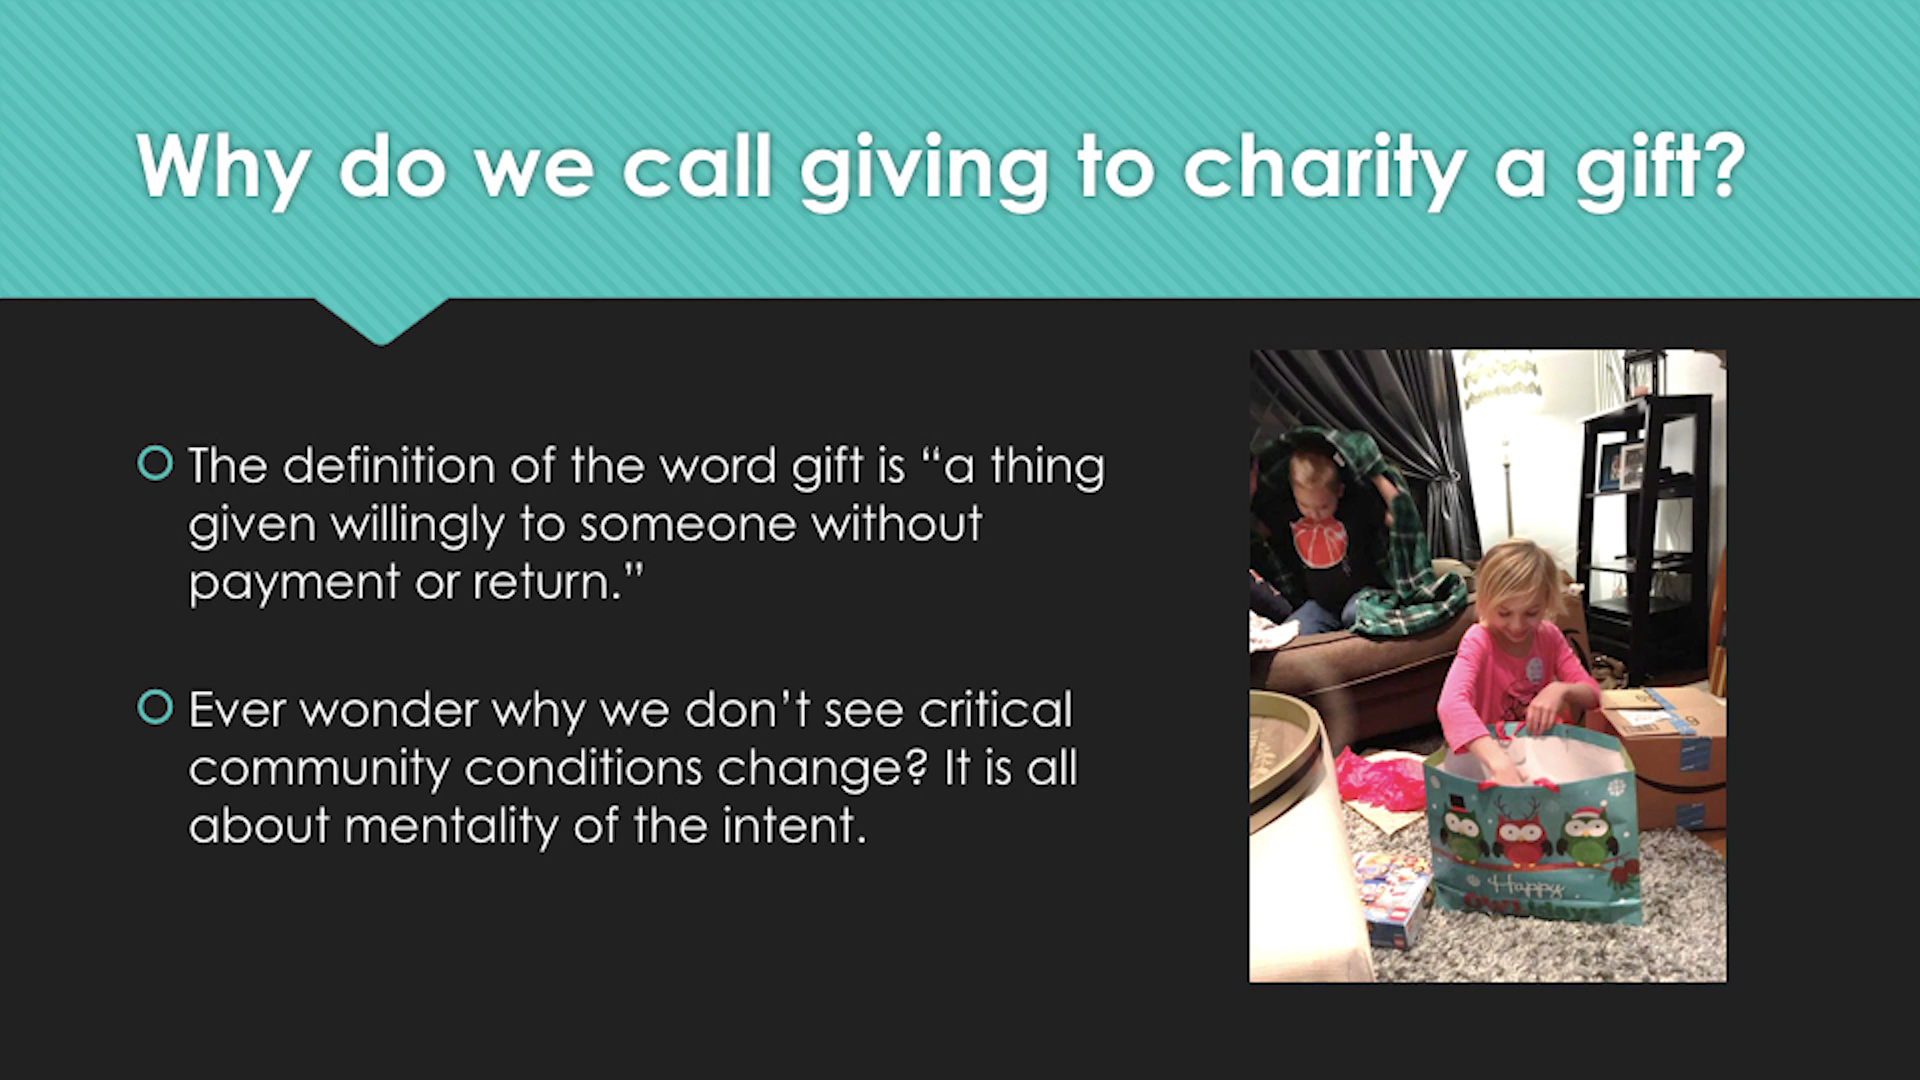 Why do we call giving to charity a gift?
The definition of the word gift is “a thing
given willingly to someone without
payment or return.”
Ever wonder why we don’t see critical
community conditions change? It is all
about mentality of the intent.
Happy
OWLidays